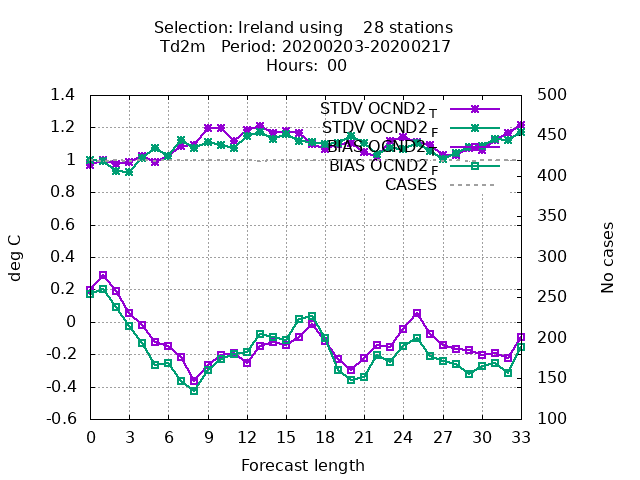 Selection: Ireland using 28 stations
Td2m Period: 20200203-20200217
Hours: 00
1.4
1.2
1
0.8
0.6
0.4
0.2
0
-0.2
-0.4
-0.6
deg C
STDV OCND2 T
STDV OCND2 F
BIAS OCND2 T
BIAS OCND2 F
CASES
500
450
400
350
300
250
200
150
100
No cases
0 3 6 9 12 15 18 21 24 27 30 33
Forecast length